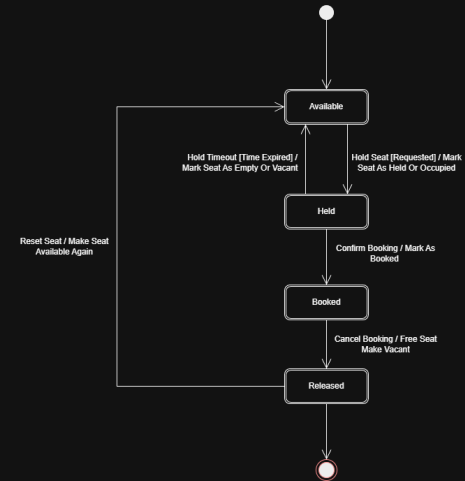 Available
Hold Timeout [Time Expired] /
Mark Seat As Empty Or Vacant
Hold Seat [Requested] / Mark
Seat As Held Or Occupied
Held
Reset Seat / Make Seat
Available Again
Confirm Booking / Mark As
Booked
Booked
Cancel Booking / Free Seat
Make Vacant
Released